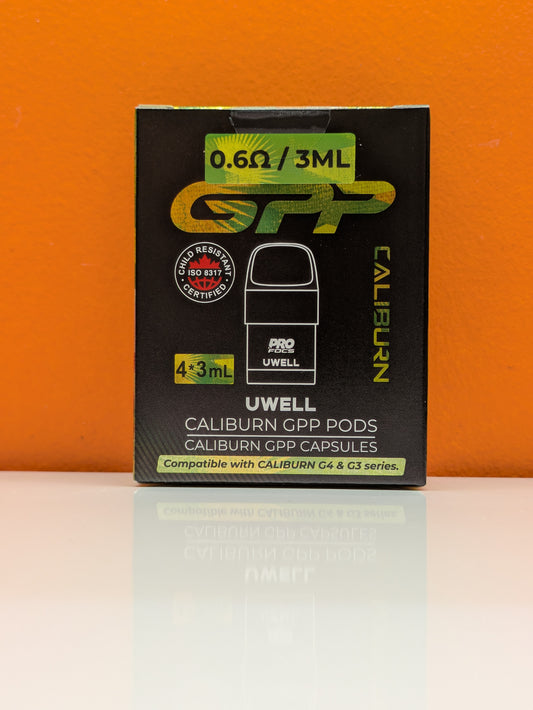 0.6Ω / 3ML
GPP
CALIBURN
CHILD RESISTANT
ISO 8317
CERTIFIED
PRO
FOCS
UWELL
4*3mL
UWELL
CALIBURN GPP PODS
CALIBURN GPP CAPSULES
Compatible with CALIBURN G4 & G3 series.